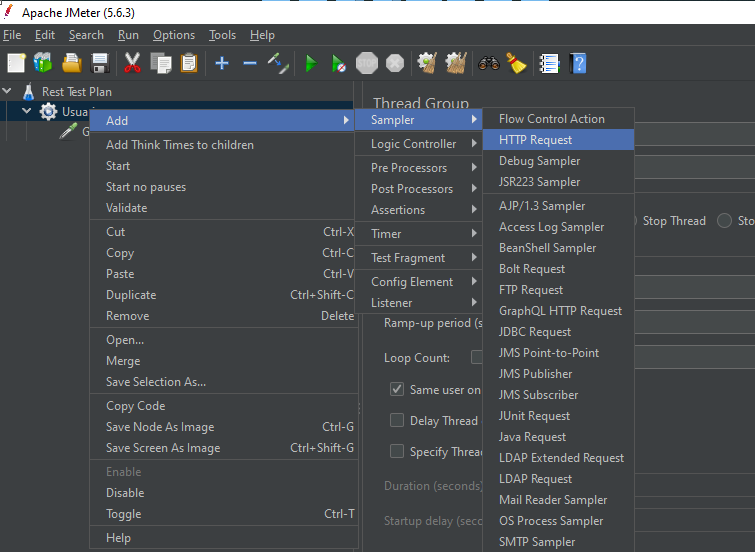 Apache JMeter (5.6.3)
File Edit Search Run Options Tools Help
STOP
Rest Test Plan
Thread Group
Add
Add Think Times to children
Start
Start no pauses
Validate
Cut Ctrl-X
Copy Ctrl-C
Paste Ctrl-V
Duplicate Ctrl+Shift-C
Remove Delete
Open...
Merge
Save Selection As...
Copy Code
Save Node As Image Ctrl-G
Save Screen As Image Ctrl+Shift-G
Enable
Disable
Toggle Ctrl-T
Help
Sampler
Logic Controller
Pre Processors
Post Processors
Assertions
Timer
Test Fragment
Config Element
Listener
Flow Control Action
HTTP Request
Debug Sampler
JSR223 Sampler
AJP/1.3 Sampler
Access Log Sampler
BeanShell Sampler
Bolt Request
FTP Request
GraphQL HTTP Request
JDBC Request
JMS Point-to-Point
JMS Publisher
JMS Subscriber
JUnit Request
Java Request
LDAP Extended Request
LDAP Request
Mail Reader Sampler
OS Process Sampler
SMTP Sampler
Stop Thread Sto
Ramp-up period (s
Loop Count:
Same user on
Delay Thread
Specify Threa
Duration (seconds)
Startup delay (sec